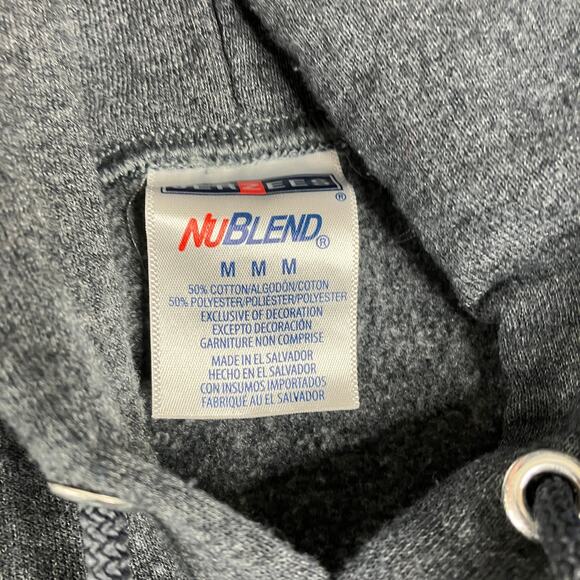 JERZEES®
NUBLEND®
M M M
50% COTTON/ALGODÓN/COTON
50% POLYESTER/POLIÉSTER/POLYESTER
EXCLUSIVE OF DECORATION
EXCEPTO DECORACIÓN
GARNITURE NON COMPRISE
MADE IN EL SALVADOR
HECHO EN EL SALVADOR
CON INSUMOS IMPORTADOS
FABRIQUÉ AU EL SALVADOR